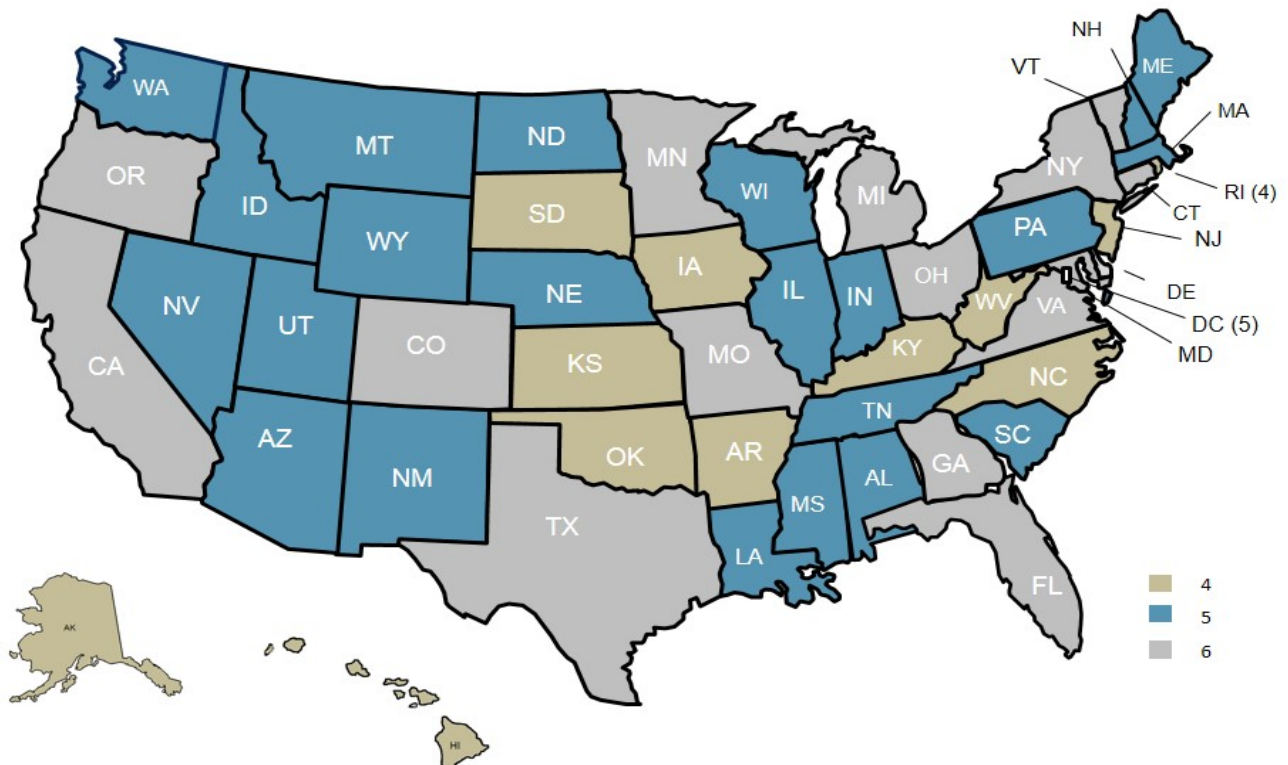 NH
VT
ME
WA
MA
MT
ND
MN
OR
NY
MI
RI (4)
WI
ID
SD
CT
PA
NJ
WY
IA
OH
NE
IL
IN
DE
WV
VA
NV
UT
DC (5)
CO
MO
KY
MD
CA
KS
NC
TN
AZ
SC
OK
AR
GA
NM
AL
MS
TX
LA
FL
4
5
6
AK
HI